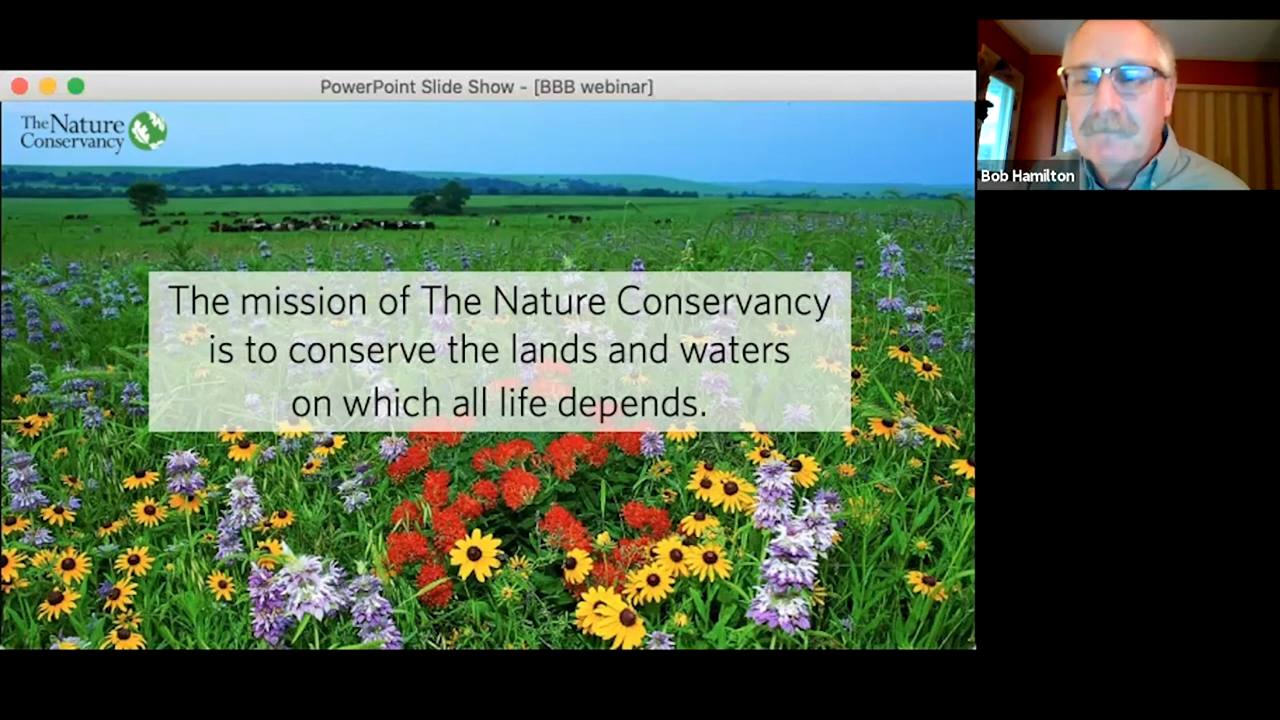 PowerPoint Slide Show - [BBB webinar]
The Nature
Conservancy
The mission of The Nature Conservancy
is to conserve the lands and waters
on which all life depends.
Bob Hamilton